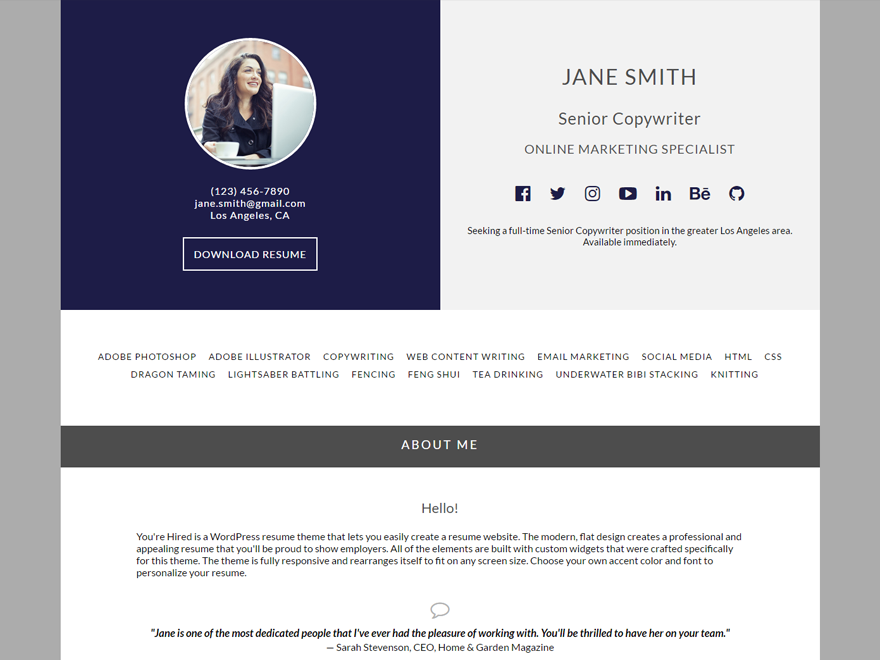 (123) 456-7890
jane.smith@gmail.com
Los Angeles, CA
DOWNLOAD RESUME
JANE SMITH
Senior Copywriter
ONLINE MARKETING SPECIALIST
in Bē
Seeking a full-time Senior Copywriter position in the greater Los Angeles area.
Available immediately.
ADOBE PHOTOSHOP ADOBE ILLUSTRATOR COPYWRITING WEB CONTENT WRITING EMAIL MARKETING SOCIAL MEDIA HTML CSS
DRAGON TAMING LIGHTSABER BATTLING FENCING FENG SHUI TEA DRINKING UNDERWATER BIBI STACKING KNITTING
ABOUT ME
Hello!
You're Hired is a WordPress resume theme that lets you easily create a resume website. The modern, flat design creates a professional and
appealing resume that you'll be proud to show employers. All of the elements are built with custom widgets that were crafted specifically
for this theme. The theme is fully responsive and rearranges itself to fit on any screen size. Choose your own accent color and font to
personalize your resume.
"Jane is one of the most dedicated people that I've ever had the pleasure of working with. You'll be thrilled to have her on your team."
— Sarah Stevenson, CEO, Home & Garden Magazine